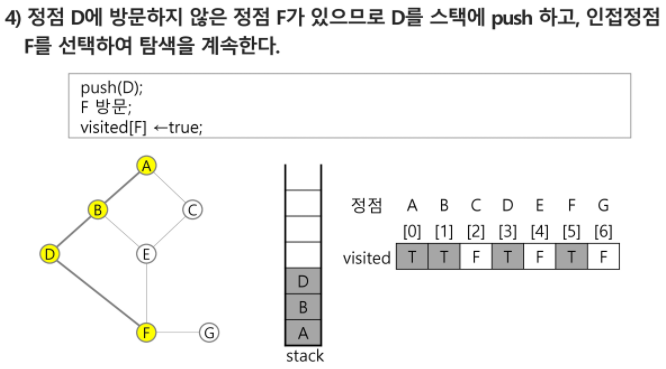 4) 정점 D에 방문하지 않은 정점 F가 있으므로 D를 스택에 push 하고, 인접정점
F를 선택하여 탐색을 계속한다.
push(D);
F 방문;
visited[F] ←true;
A
B
C
D
E
F
G
D
B
A
stack
정점 A B C D E F G
[0] [1] [2] [3] [4] [5] [6]
visited T T F T F T F